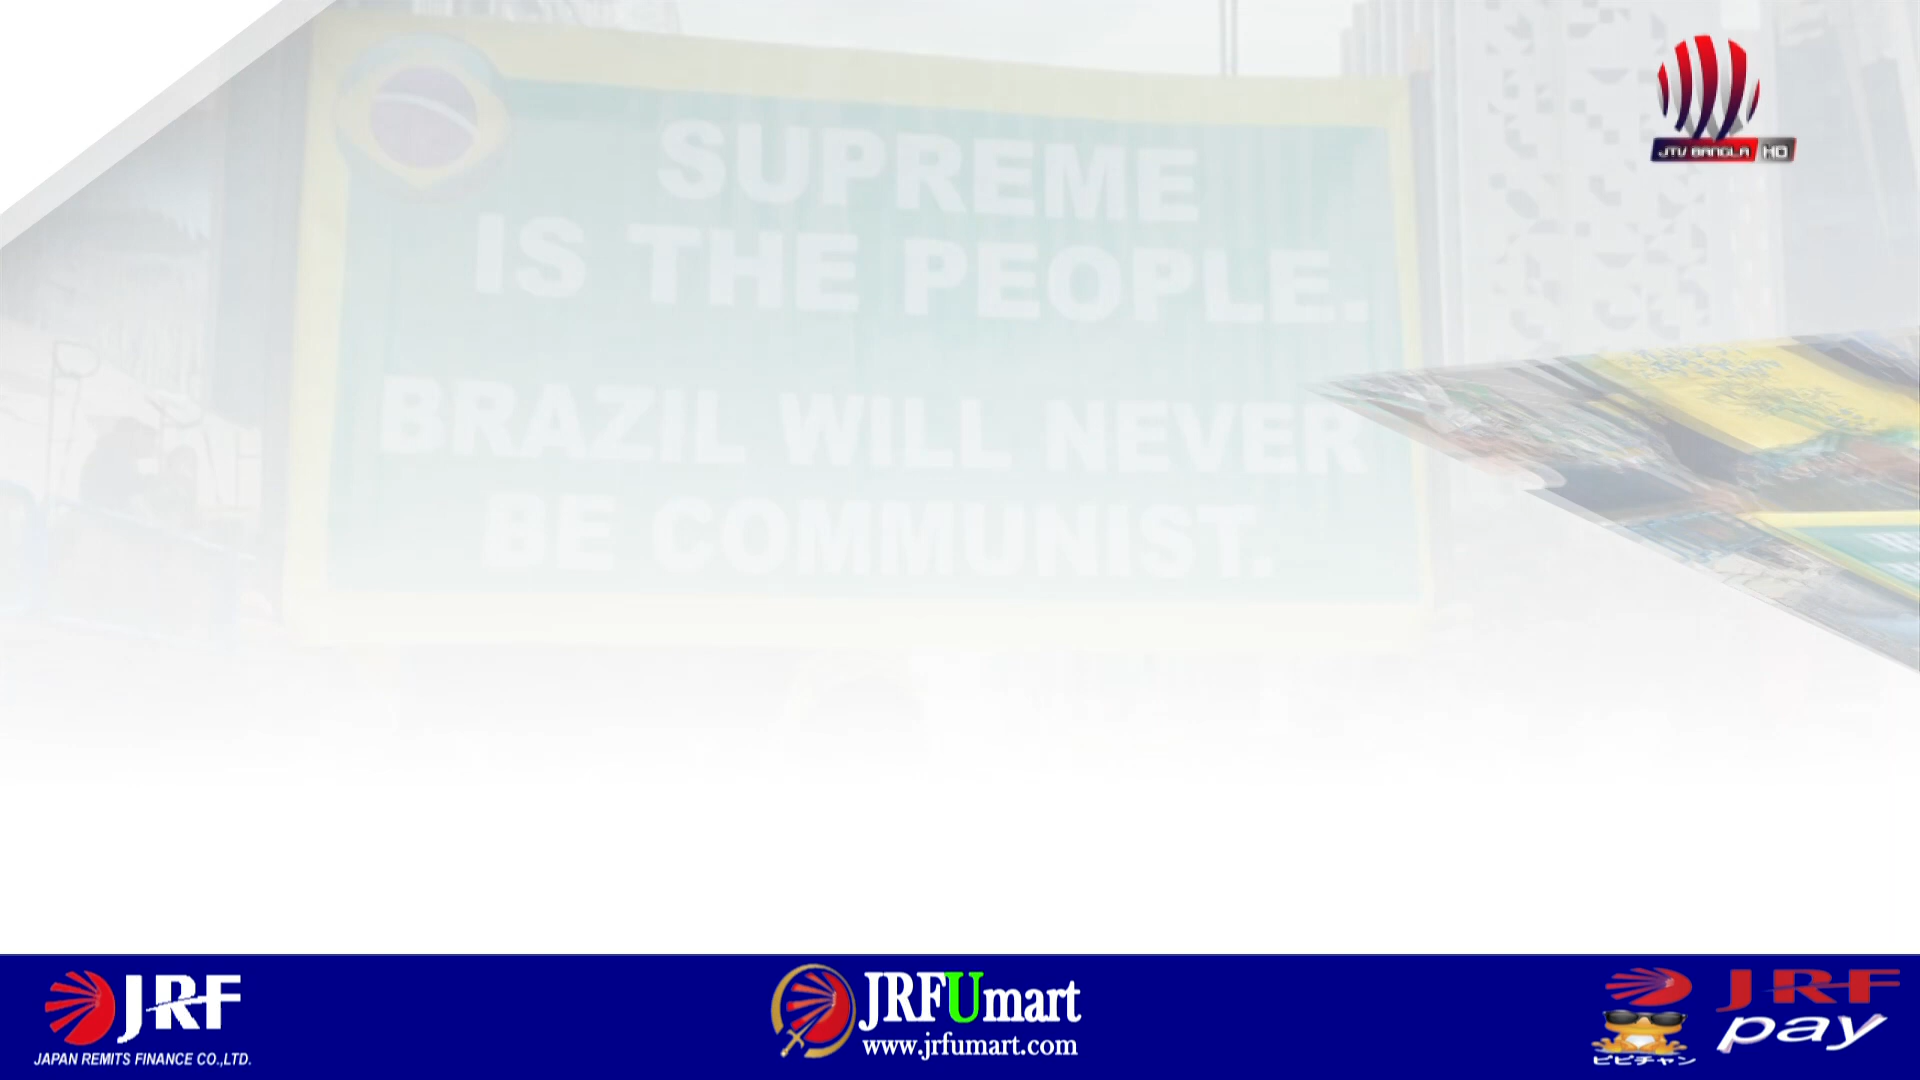 SUPREME
IS THE PEOPLE.
BRAZIL WILL NEVER
BE COMMUNIST.
JTV BANGLA HD
JRF
JAPAN REMITS FINANCE CO.,LTD.
JRFUmart
www.jrfumart.com
JRF
pay
ピピチャン